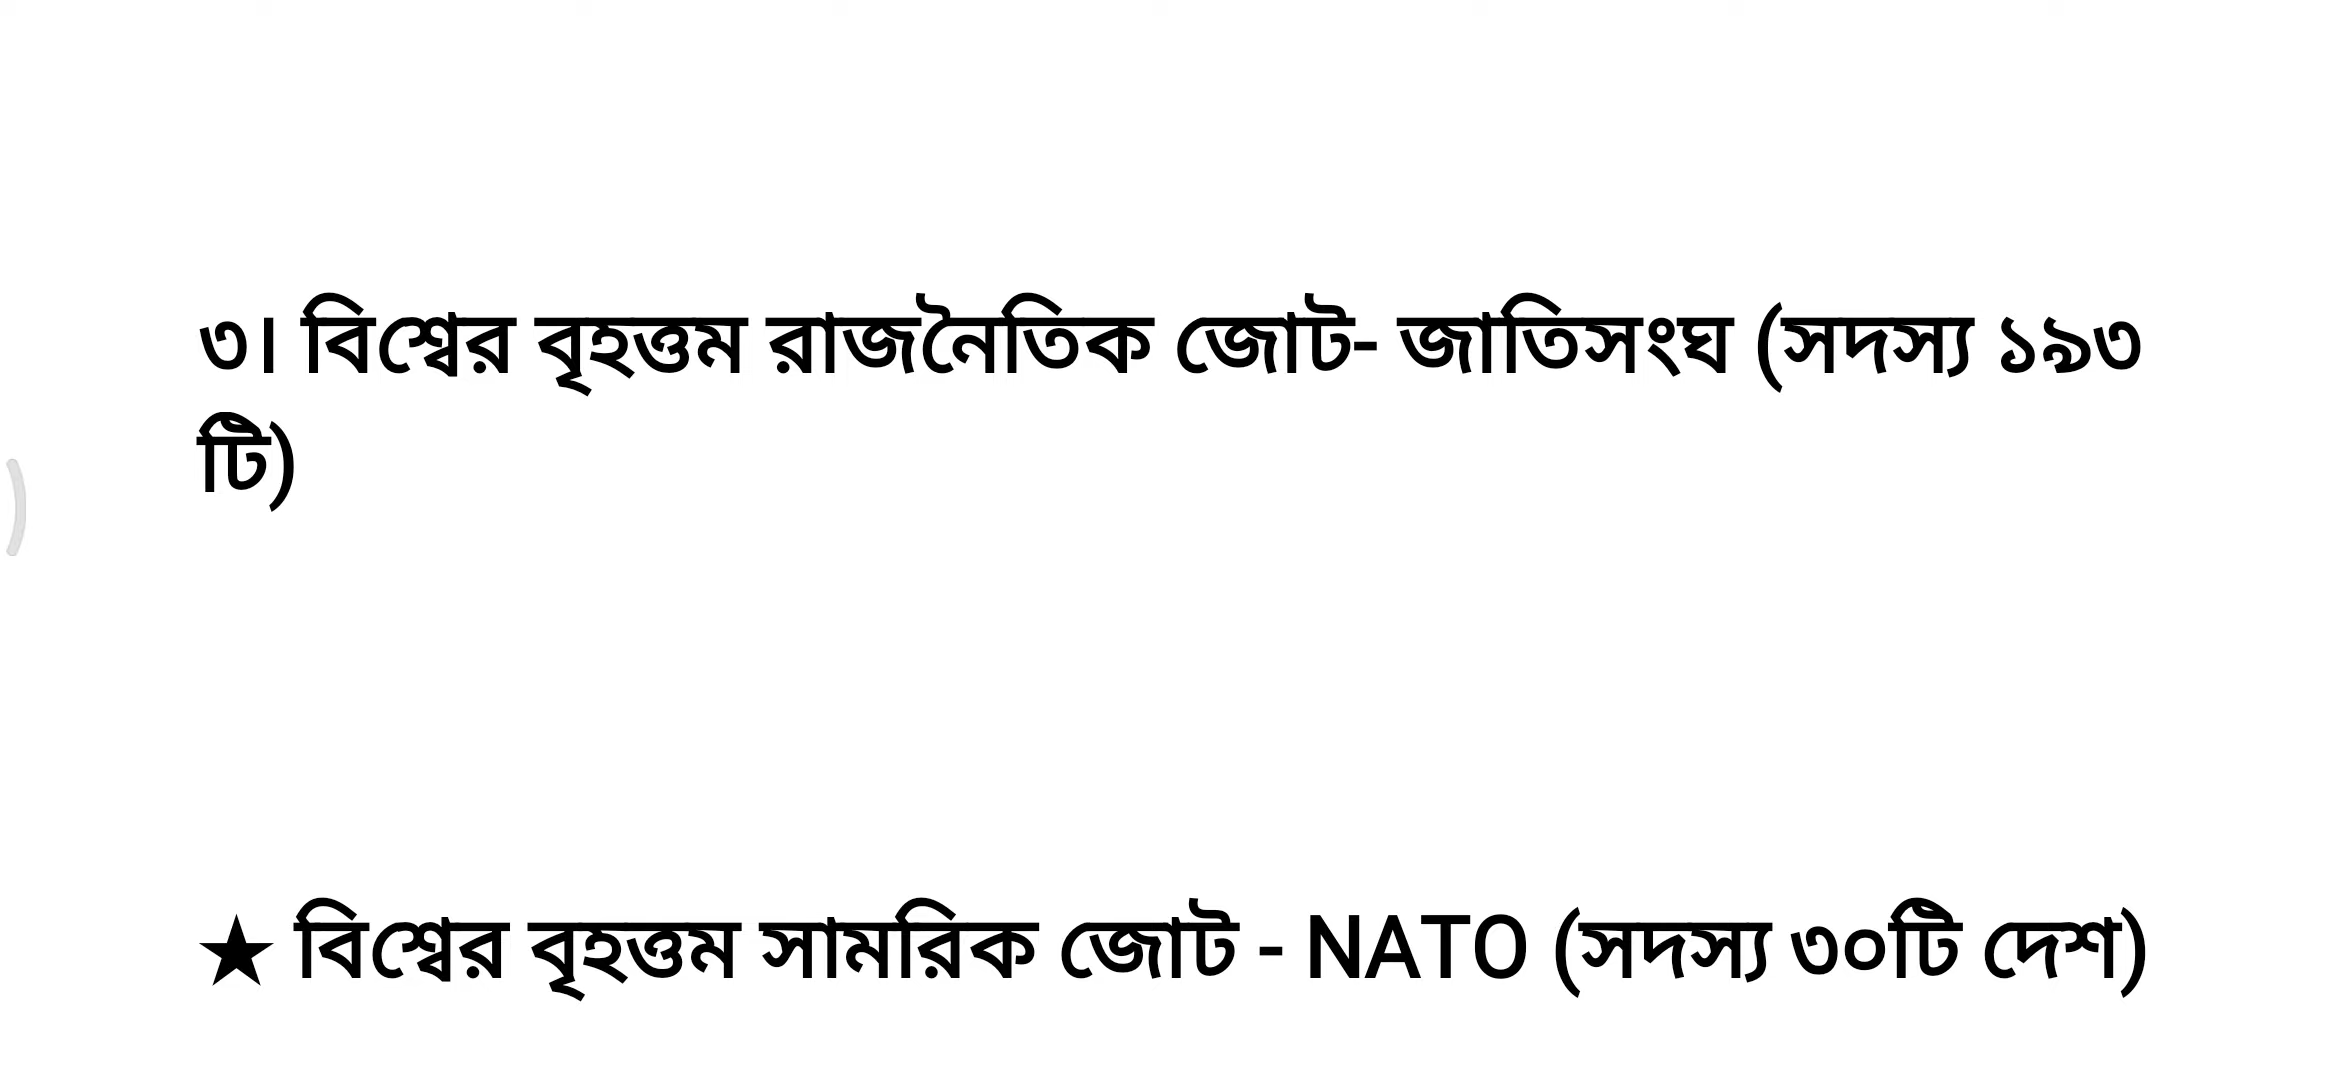 ৩। বিশ্বের বৃহত্তম রাজনৈতিক জোট- জাতিসংঘ (সদস্য ১৯৩
টি)
★ বিশ্বের বৃহত্তম সামরিক জোট - NATO (সদস্য ৩০টি দেশ)